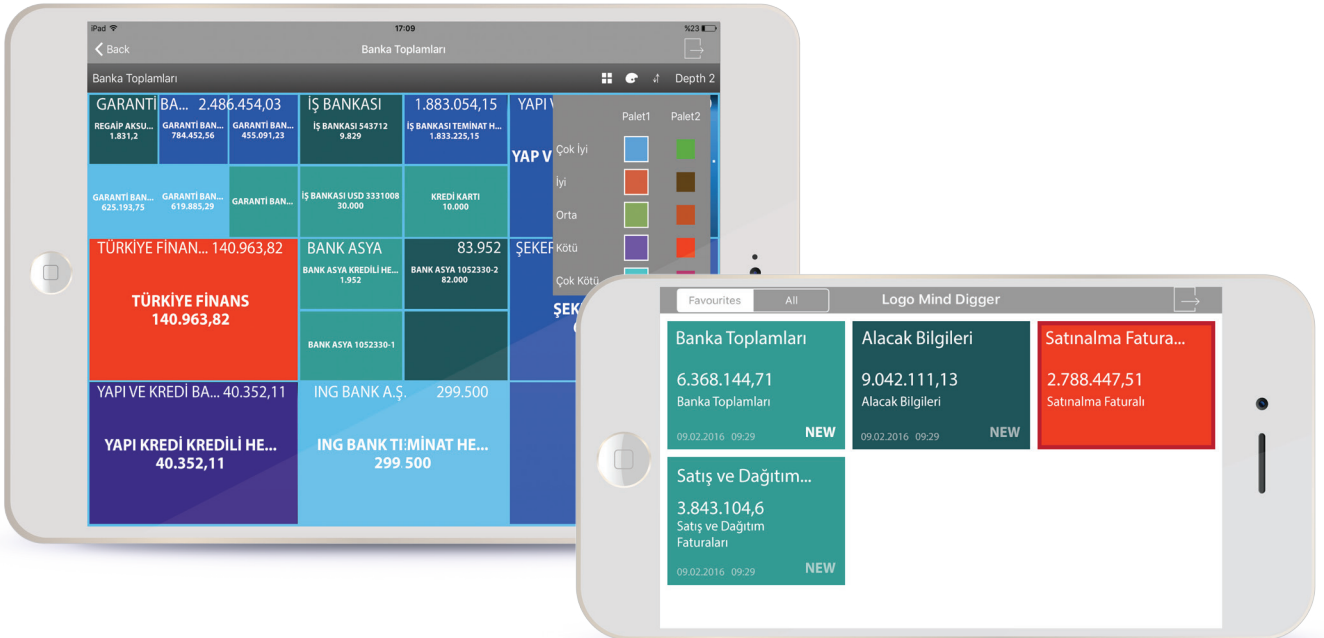 iPad
17:09
%23
Back
Banka Toplamları
Banka Toplamları
Depth 2
GARANTİ BA... 2.486.454,03
REGAİP AKSU...
1.831,2
GARANTİ BAN...
784.452,56
GARANTİ BAN...
455.091,23
GARANTİ BAN...
625.193,75
GARANTİ BAN...
619.885,29
GARANTİ BAN...
İŞ BANKASI 1.883.054,15
İŞ BANKASI 543712
9.829
İŞ BANKASI TEMİNAT H...
1.833.225,15
İŞ BANKASI USD 3331008
30.000
KREDİ KARTI
10.000
YAPI
YAP V
Palet1 Palet2
Çok İyi
İyi
Orta
Kötü
Çok Kötü
TÜRKİYE FİNAN... 140.963,82
TÜRKİYE FİNANS
140.963,82
BANK ASYA 83.952
BANK ASYA KREDİLİ HE...
1.952
BANK ASYA 1052330-2
82.000
BANK ASYA 1052330-1
ŞEKER
ŞEK
YAPI VE KREDİ BA... 40.352,11
YAPI KREDİ KREDİLİ HE...
40.352,11
ING BANK A.Ş. 299.500
ING BANK TEMİNAT HE...
299.500
Favourites All
Logo Mind Digger
Banka Toplamları
6.368.144,71
Banka Toplamları
09.02.2016 09:29 NEW
Alacak Bilgileri
9.042.111,13
Alacak Bilgileri
09.02.2016 09:29 NEW
Satınalma Fatura...
2.788.447,51
Satınalma Faturalı
Satış ve Dağıtım...
3.843.104,6
Satış ve Dağıtım
Faturaları
09.02.2016 09:29 NEW